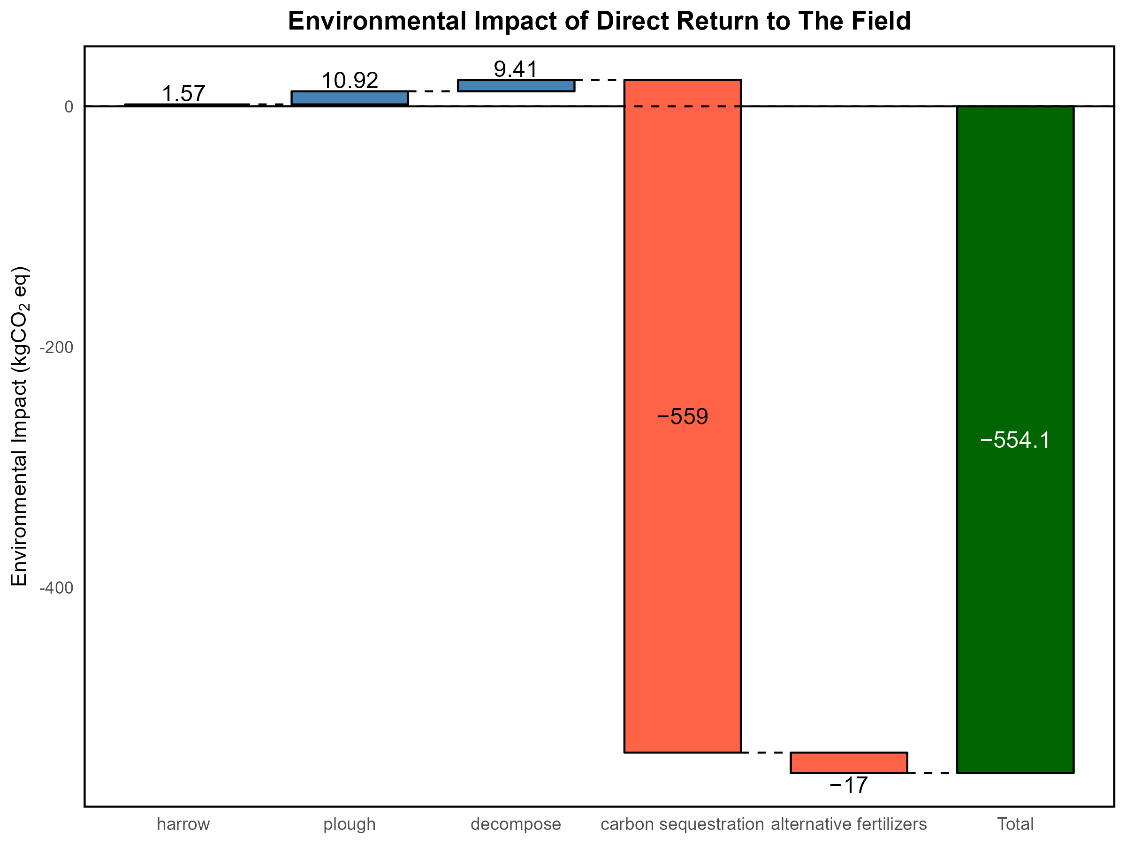 Environmental Impact of Direct Return to The Field
Environmental Impact (kgCO₂ eq)
0
-200
-400
1.57
10.92
9.41
−559
−17
−554.1
harrow
plough
decompose
carbon sequestration
alternative fertilizers
Total